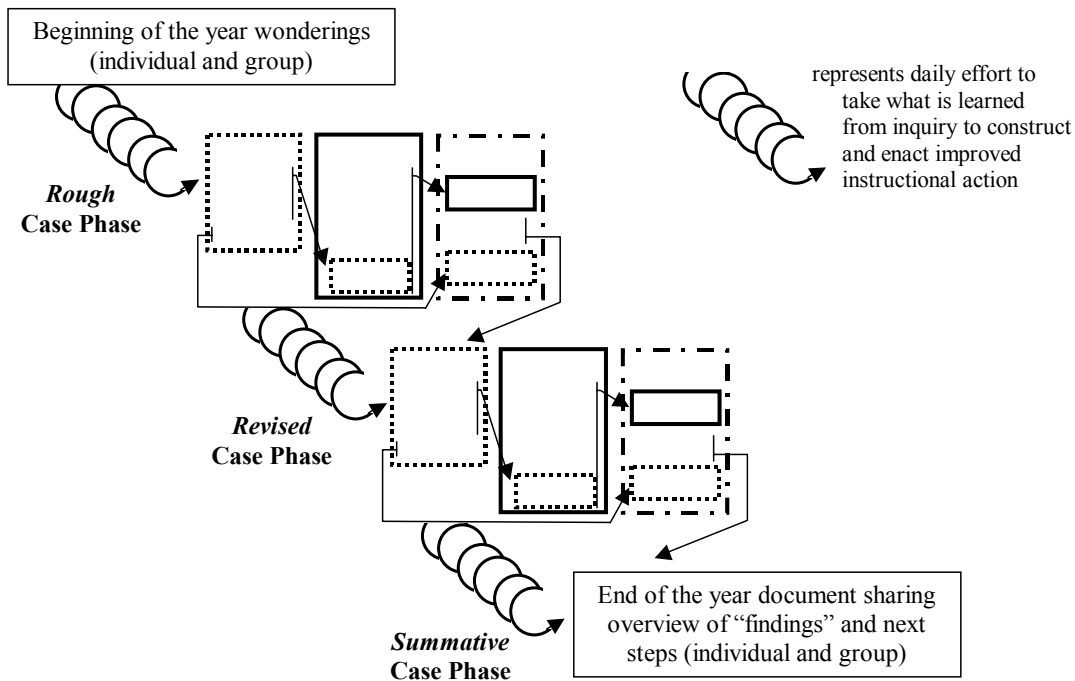 Beginning of the year wonderings
(individual and group)
represents daily effort to
take what is learned
from inquiry to construct
and enact improved
instructional action
Rough
Case Phase
Revised
Case Phase
Summative
Case Phase
End of the year document sharing
overview of “findings” and next
steps (individual and group)